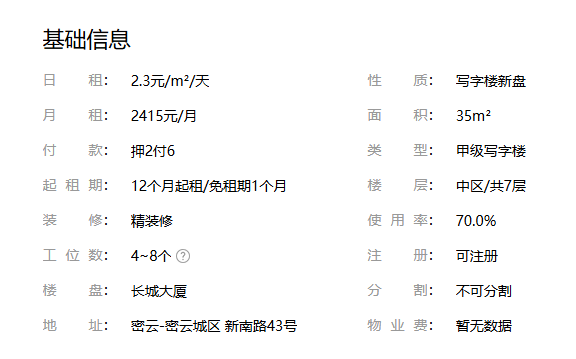 基础信息
日租： 2.3元/m²/天 性质： 写字楼新盘
月租： 2415元/月 面积： 35m²
付款： 押2付6 类型： 甲级写字楼
起租期： 12个月起租/免租期1个月 楼层： 中区/共7层
装修： 精装修 使用率： 70.0%
工位数： 4~8个 ? 注册： 可注册
楼盘： 长城大厦 分割： 不可分割
地址： 密云-密云城区 新南路43号 物业费： 暂无数据